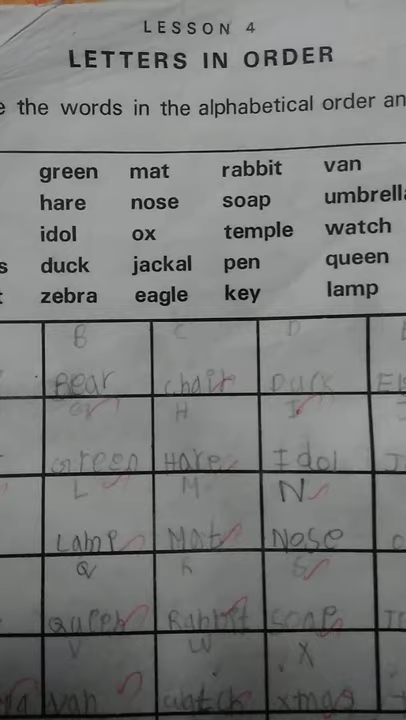 LESSON 4
LETTERS IN ORDER
the words in the alphabetical order an
green mat rabbit van
hare nose soap umbrella
idol ox temple watch
s duck jackal pen queen
zebra eagle key lamp
B C D
Bear chair Duck El
G H I
Green Hare Idol J
L M N
Lamp Mat Nose o
Q R S
Queen Rabbit soap
V W X
van watch xmas